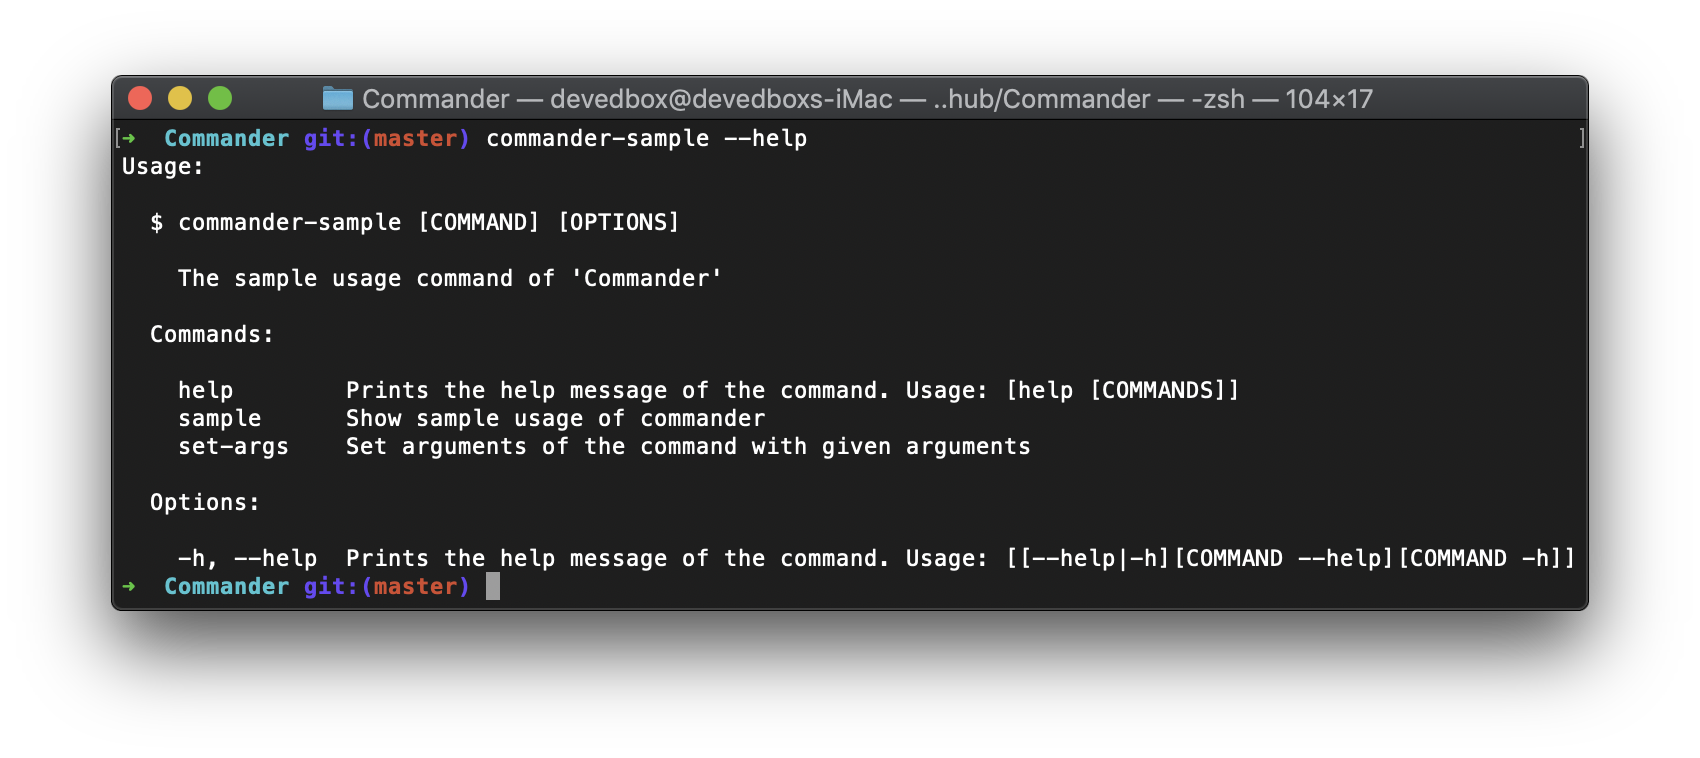 Commander — devedbox@devedboxs-iMac — ..hub/Commander — -zsh — 104×17
[➜  Commander git:(master) commander-sample --help ]
Usage:
  $ commander-sample [COMMAND] [OPTIONS]
    The sample usage command of 'Commander'
  Commands:
    help        Prints the help message of the command. Usage: [help [COMMANDS]]
    sample      Show sample usage of commander
    set-args    Set arguments of the command with given arguments
  Options:
    -h, --help  Prints the help message of the command. Usage: [[--help|-h][COMMAND --help][COMMAND -h]]
➜  Commander git:(master)